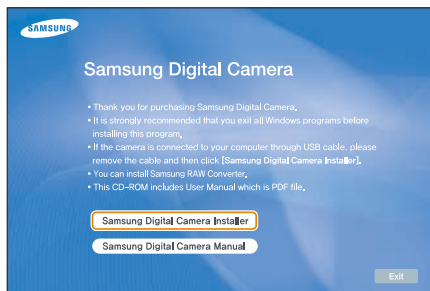 SAMSUNG
Samsung Digital Camera
• Thank you for purchasing Samsung Digital Camera.
• It is strongly recommended that you exit all Windows programs before
installing this program.
• If the camera is connected to your computer through USB cable, please
remove the cable and then click [Samsung Digital Camera Installer].
• You can install Samsung RAW Converter.
• This CD-ROM includes User Manual which is PDF file.
Samsung Digital Camera Installer
Samsung Digital Camera Manual
Exit